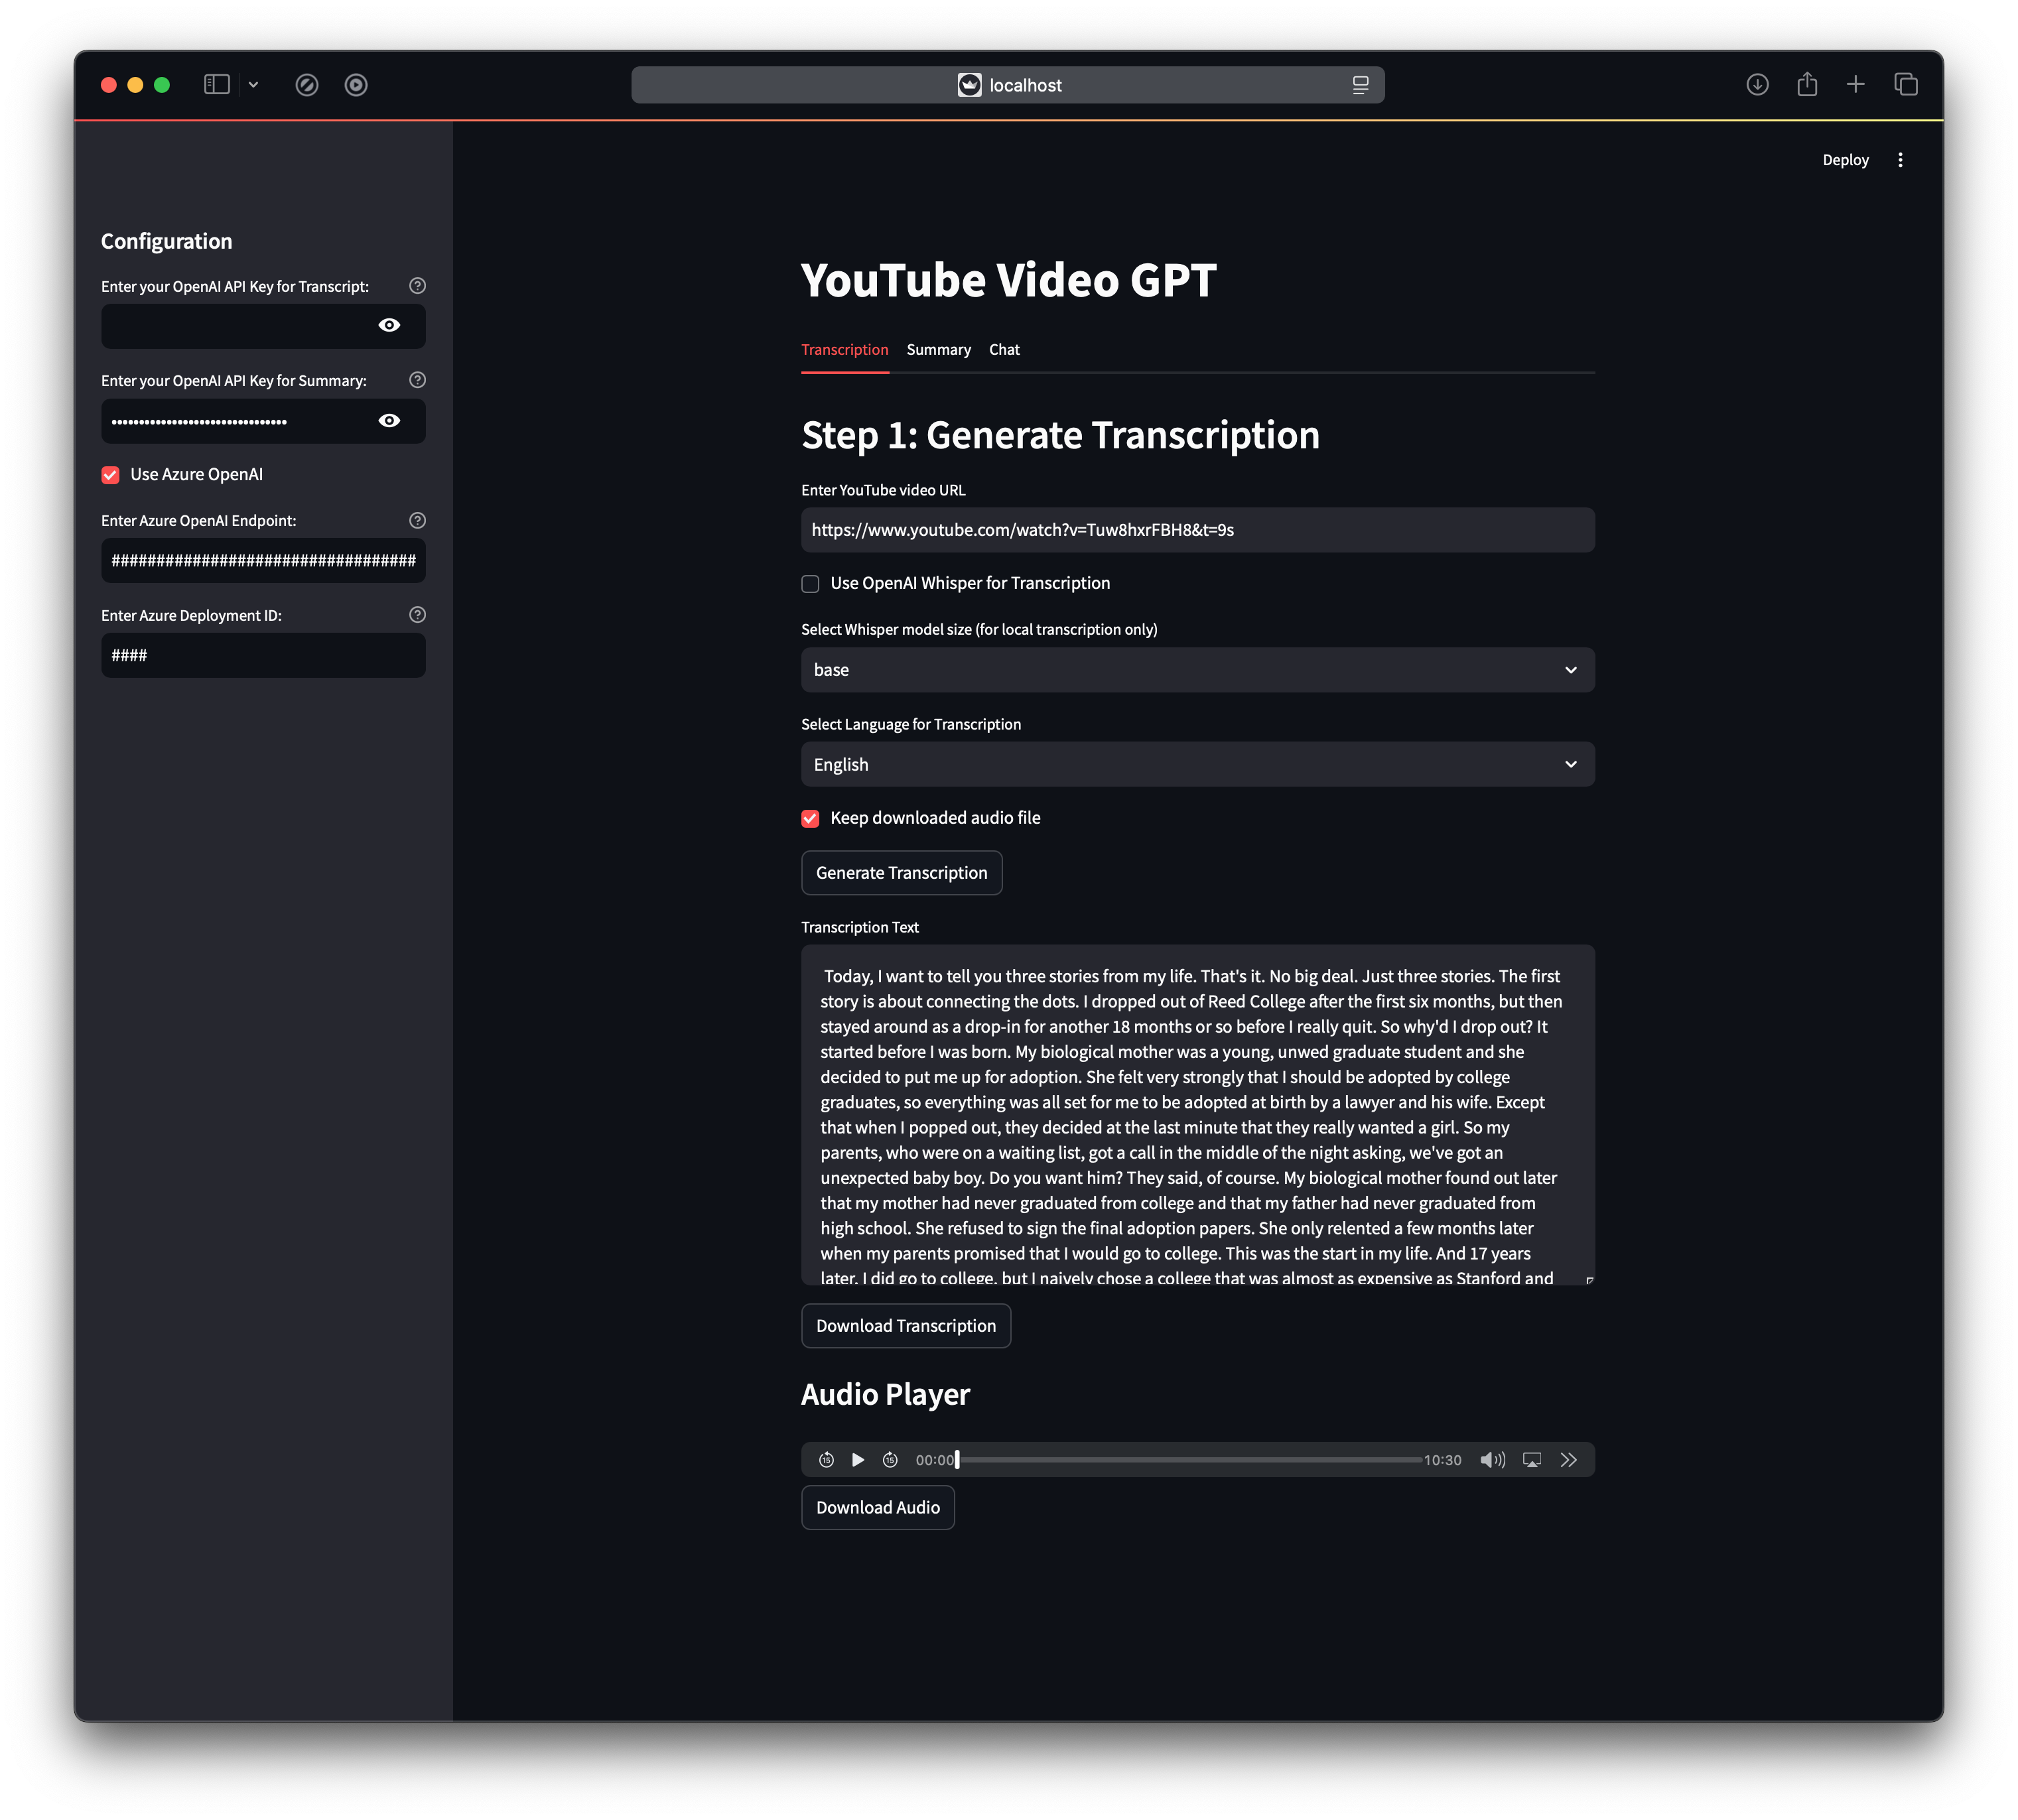 localhost
Deploy
Configuration
Enter your OpenAI API Key for Transcript:
Enter your OpenAI API Key for Summary:
••••••••••••••••••••••••••••••••
Use Azure OpenAI
Enter Azure OpenAI Endpoint:
##################################
Enter Azure Deployment ID:
####
YouTube Video GPT
Transcription Summary Chat
Step 1: Generate Transcription
Enter YouTube video URL
https://www.youtube.com/watch?v=Tuw8hxrFBH8&t=9s
Use OpenAI Whisper for Transcription
Select Whisper model size (for local transcription only)
base
Select Language for Transcription
English
Keep downloaded audio file
Generate Transcription
Transcription Text
Today, I want to tell you three stories from my life. That's it. No big deal. Just three stories. The first
story is about connecting the dots. I dropped out of Reed College after the first six months, but then
stayed around as a drop-in for another 18 months or so before I really quit. So why'd I drop out? It
started before I was born. My biological mother was a young, unwed graduate student and she
decided to put me up for adoption. She felt very strongly that I should be adopted by college
graduates, so everything was all set for me to be adopted at birth by a lawyer and his wife. Except
that when I popped out, they decided at the last minute that they really wanted a girl. So my
parents, who were on a waiting list, got a call in the middle of the night asking, we've got an
unexpected baby boy. Do you want him? They said, of course. My biological mother found out later
that my mother had never graduated from college and that my father had never graduated from
high school. She refused to sign the final adoption papers. She only relented a few months later
when my parents promised that I would go to college. This was the start in my life. And 17 years
later, I did go to college, but I naively chose a college that was almost as expensive as Stanford and
Download Transcription
Audio Player
15 15 00:00 10:30
Download Audio